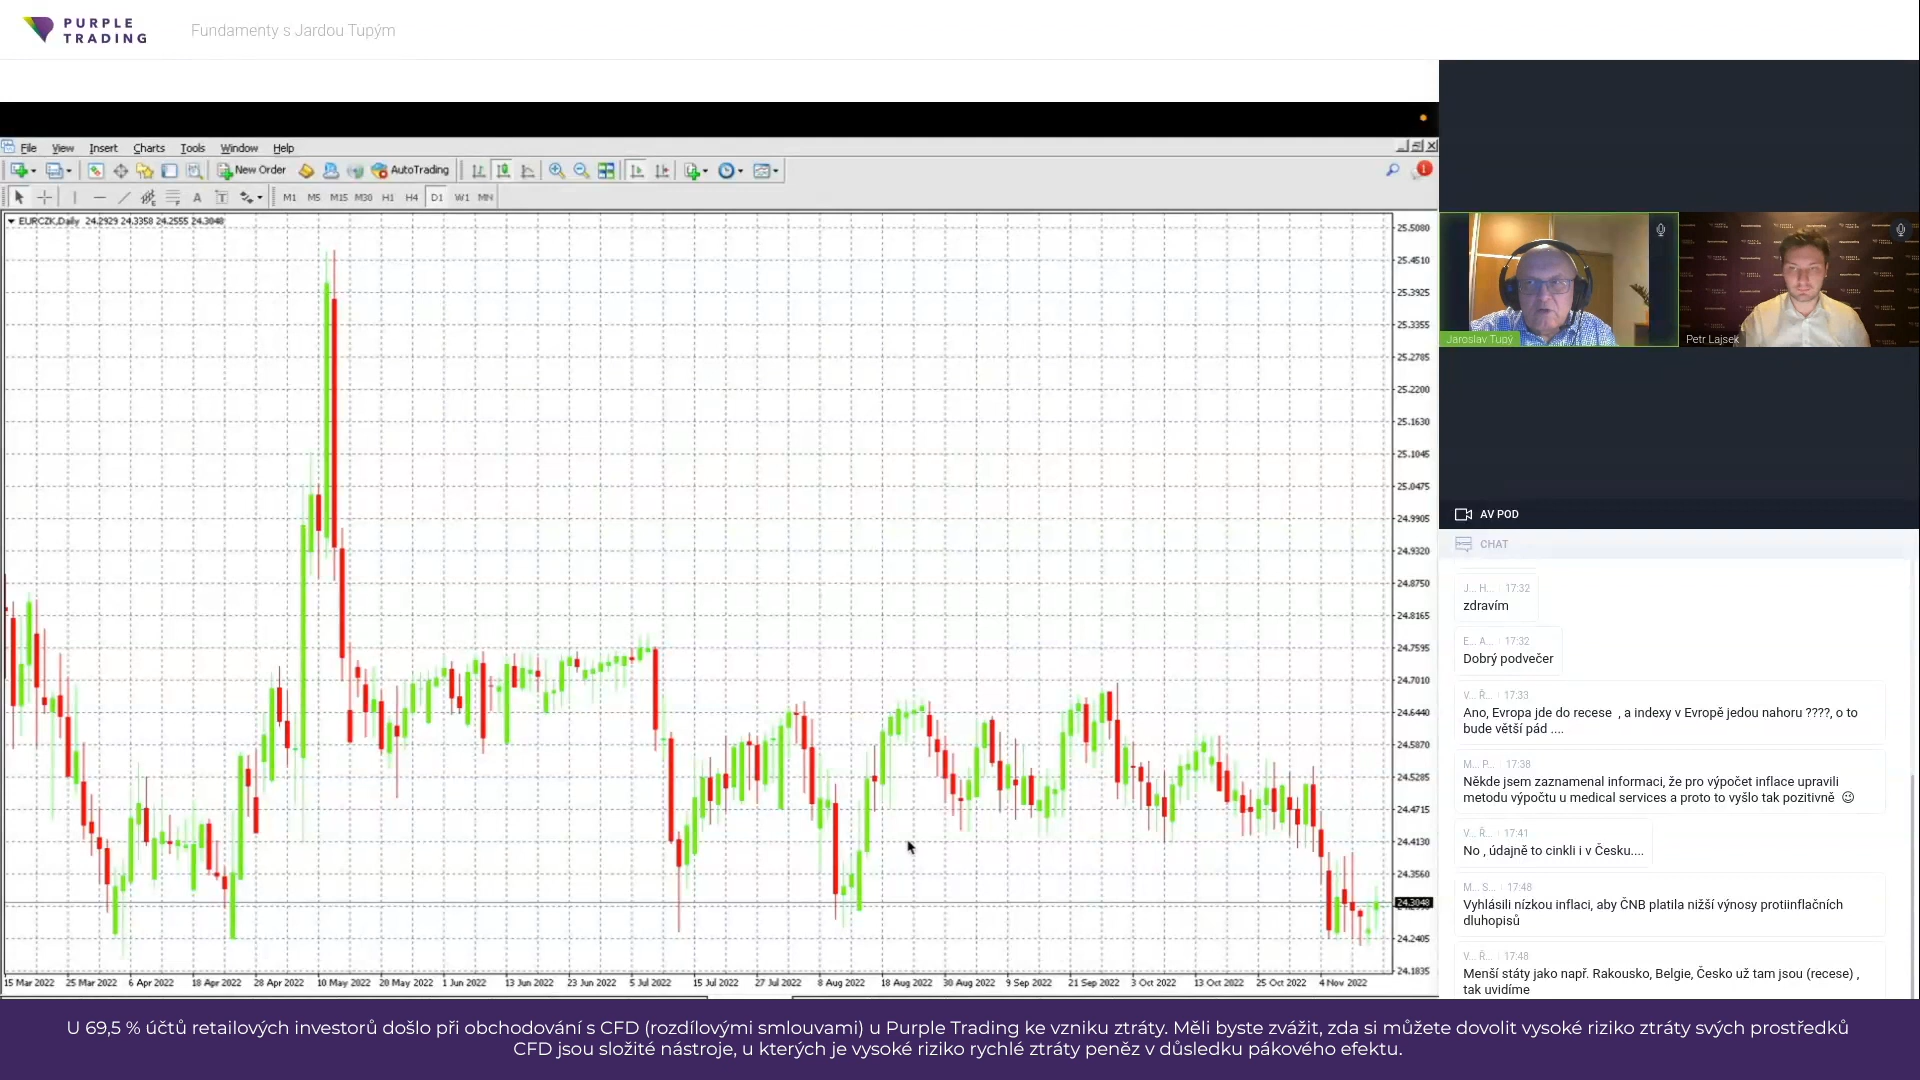 PURPLE
TRADING
Fundamenty s Jardou Tupým
File View Insert Charts Tools Window Help
New Order AutoTrading
M1 M5 M15 M30 H1 H4 D1 W1 MN
EURCZK,Daily 24.2929 24.3358 24.2555 24.3048
25.5080
25.4510
25.3925
25.3355
25.2785
25.2200
25.1630
25.1045
25.0475
24.9905
24.9320
24.8750
24.8165
24.7595
24.7010
24.6440
24.5870
24.5285
24.4715
24.4130
24.3560
24.3048
24.2405
24.1835
15 Mar 2022 25 Mar 2022 6 Apr 2022 18 Apr 2022 28 Apr 2022 10 May 2022 20 May 2022 1 Jun 2022 13 Jun 2022 23 Jun 2022 5 Jul 2022 15 Jul 2022 27 Jul 2022 8 Aug 2022 18 Aug 2022 30 Aug 2022 9 Sep 2022 21 Sep 2022 3 Oct 2022 13 Oct 2022 25 Oct 2022 4 Nov 2022
Jaroslav Tupý
Petr Lajsek
AV POD
CHAT
J... H... 17:32
zdravím
E... A... 17:32
Dobrý podvečer
V... Ř... 17:33
Ano, Evropa jde do recese , a indexy v Evropě jedou nahoru ????, o to
bude větší pád ....
M... P... 17:38
Někde jsem zaznamenal informaci, že pro výpočet inflace upravili
metodu výpočtu u medical services a proto to vyšlo tak pozitivně
V... Ř... 17:41
No , údajně to cinkli i v Česku....
M... S... 17:48
Vyhlásili nízkou inflaci, aby ČNB platila nižší výnosy protiinflačních
dluhopisů
V... Ř... 17:48
Menší státy jako např. Rakousko, Belgie, Česko už tam jsou (recese) ,
tak uvidíme
U 69,5 % účtů retailových investorů došlo při obchodování s CFD (rozdílovými smlouvami) u Purple Trading ke vzniku ztráty. Měli byste zvážit, zda si můžete dovolit vysoké riziko ztráty svých prostředků
CFD jsou složité nástroje, u kterých je vysoké riziko rychlé ztráty peněz v důsledku pákového efektu.